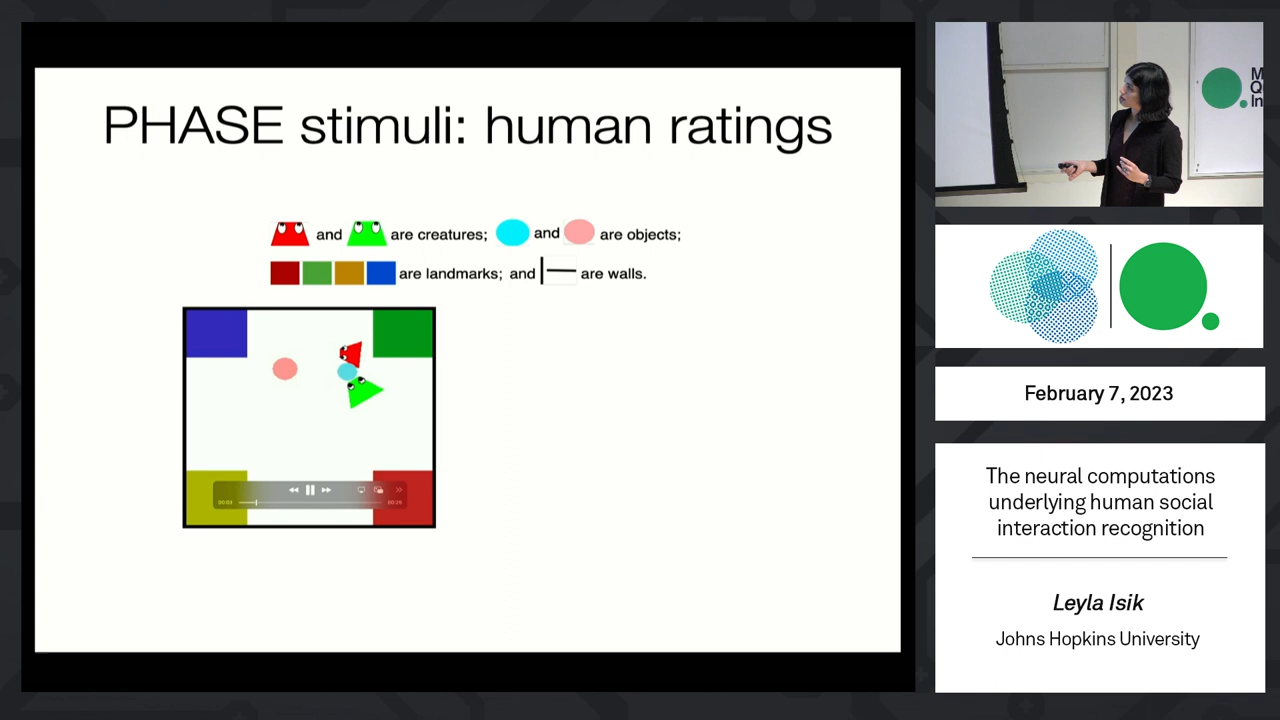 PHASE stimuli: human ratings
and are creatures; and are objects;
are landmarks; and are walls.
M
Q
In
February 7, 2023
The neural computations
underlying human social
interaction recognition
Leyla Isik
Johns Hopkins University